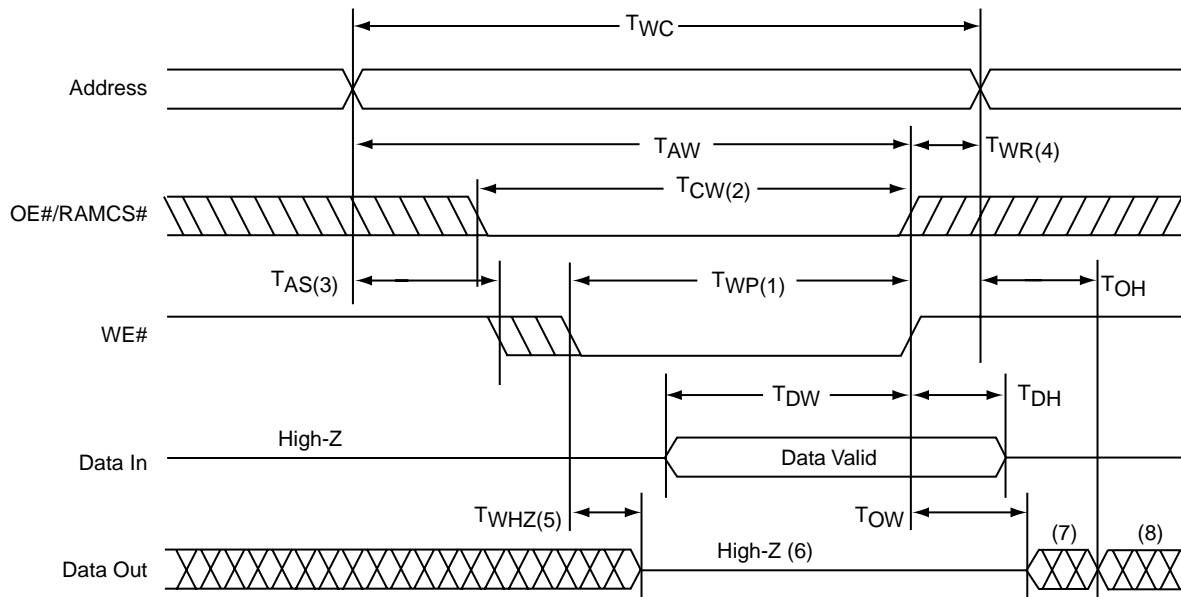 TWC
Address
TAW
TWR(4)
TCW(2)
OE#/RAMCS#
TAS(3)
TWP(1)
TOH
WE#
TDW
TDH
High-Z
Data In
Data Valid
TWHZ(5)
TOW
High-Z (6)
(7)
(8)
Data Out